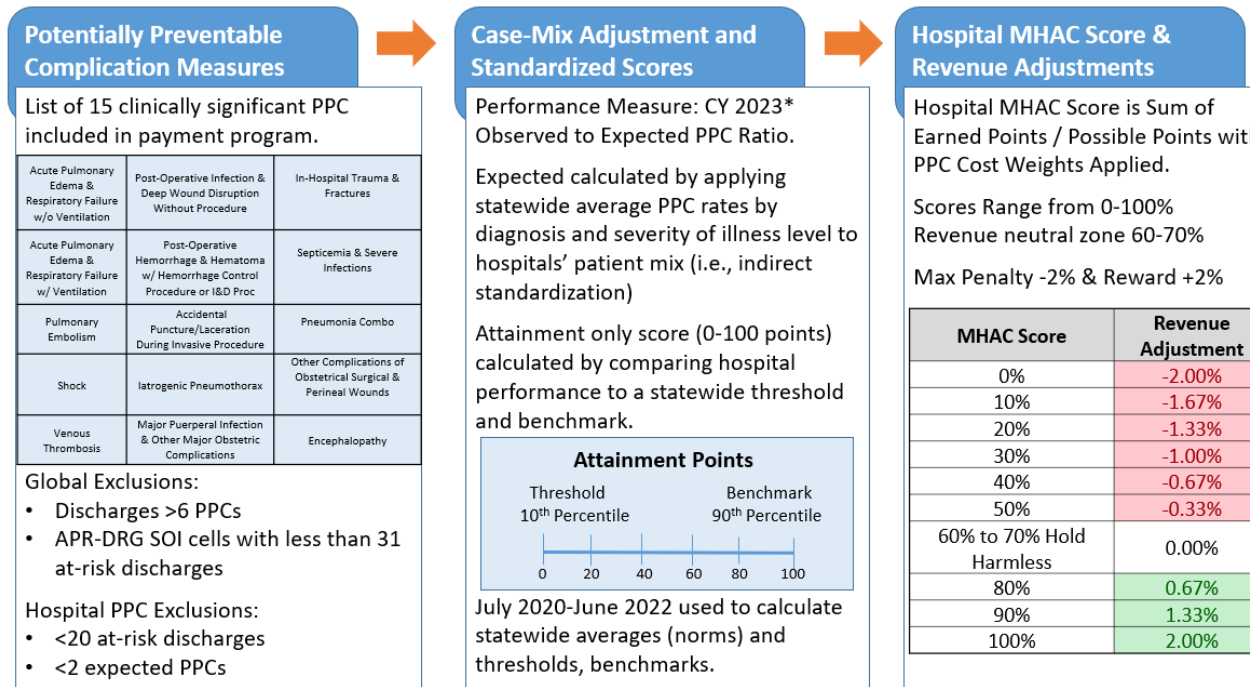 Potentially Preventable
Complication Measures
List of 15 clinically significant PPC
included in payment program.
Acute Pulmonary
Edema &
Respiratory Failure
w/o Ventilation
Post-Operative Infection &
Deep Wound Disruption
Without Procedure
In-Hospital Trauma &
Fractures
Acute Pulmonary
Edema &
Respiratory Failure
w/ Ventilation
Post-Operative
Hemorrhage & Hematoma
w/ Hemorrhage Control
Procedure or I&D Proc
Septicemia & Severe
Infections
Pulmonary
Embolism
Accidental
Puncture/Laceration
During Invasive Procedure
Pneumonia Combo
Shock
Iatrogenic Pneumothorax
Other Complications of
Obstetrical Surgical &
Perineal Wounds
Venous
Thrombosis
Major Puerperal Infection
& Other Major Obstetric
Complications
Encephalopathy
Global Exclusions:
• Discharges >6 PPCs
• APR-DRG SOI cells with less than 31
at-risk discharges
Hospital PPC Exclusions:
• <20 at-risk discharges
• <2 expected PPCs
Case-Mix Adjustment and
Standardized Scores
Performance Measure: CY 2023*
Observed to Expected PPC Ratio.
Expected calculated by applying
statewide average PPC rates by
diagnosis and severity of illness level to
hospitals' patient mix (i.e., indirect
standardization)
Attainment only score (0-100 points)
calculated by comparing hospital
performance to a statewide threshold
and benchmark.
Attainment Points
Threshold
10th Percentile
Benchmark
90th Percentile
0 20 40 60 80 100
July 2020-June 2022 used to calculate
statewide averages (norms) and
thresholds, benchmarks.
Hospital MHAC Score &
Revenue Adjustments
Hospital MHAC Score is Sum of
Earned Points / Possible Points
PPC Cost Weights Applied.
Scores Range from 0-100%
Revenue neutral zone 60-70%
Max Penalty -2% & Reward +2%
MHAC Score Revenue Adjustment
0% -2.00%
10% -1.67%
20% -1.33%
30% -1.00%
40% -0.67%
50% -0.33%
60% to 70% Hold Harmless 0.00%
80% 0.67%
90% 1.33%
100% 2.00%